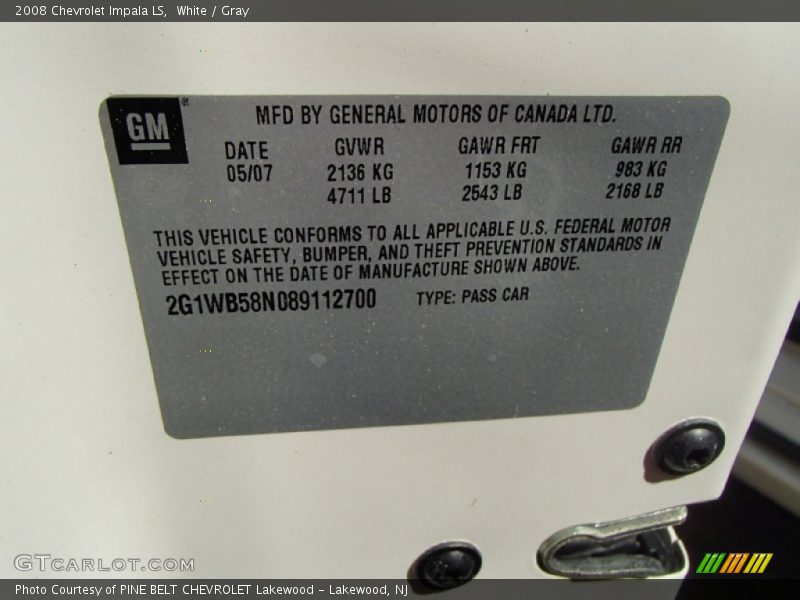 2008 Chevrolet Impala LS, White / Gray
GM®
MFD BY GENERAL MOTORS OF CANADA LTD.
DATE GVWR GAWR FRT GAWR RR
05/07 2136 KG 1153 KG 983 KG
4711 LB 2543 LB 2168 LB
THIS VEHICLE CONFORMS TO ALL APPLICABLE U.S. FEDERAL MOTOR
VEHICLE SAFETY, BUMPER, AND THEFT PREVENTION STANDARDS IN
EFFECT ON THE DATE OF MANUFACTURE SHOWN ABOVE.
2G1WB58N089112700 TYPE: PASS CAR
GTCARLOT.COM
Photo Courtesy of PINE BELT CHEVROLET Lakewood - Lakewood, NJ